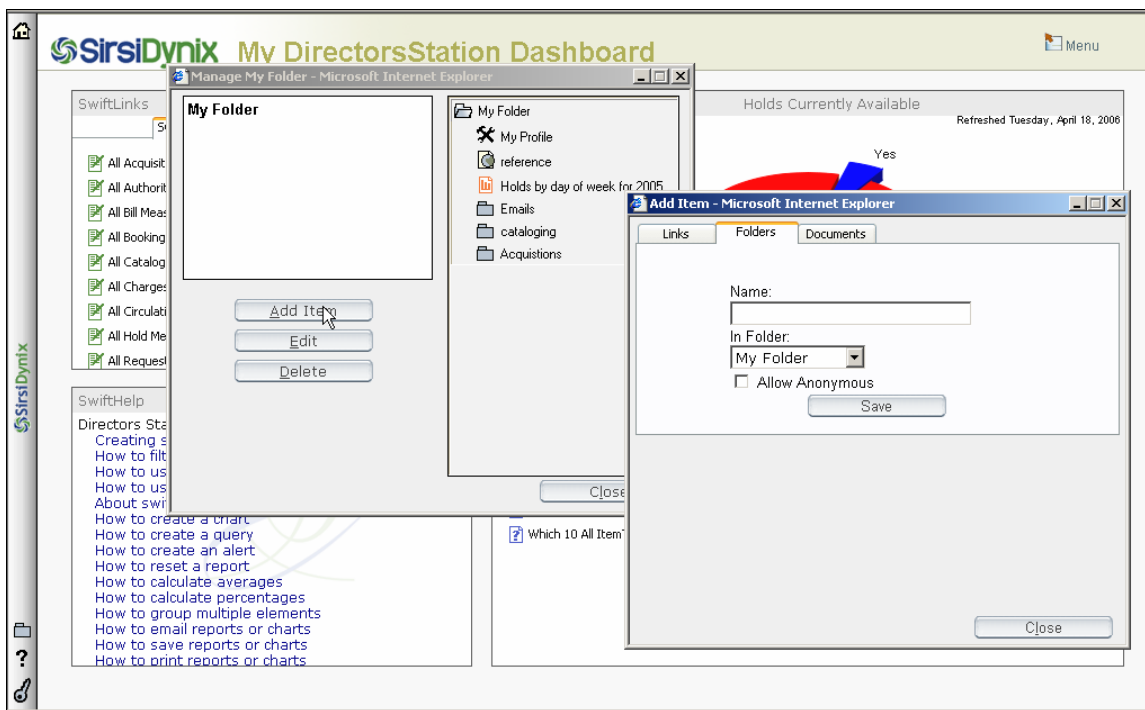 SirsiDynix My DirectorsStation Dashboard
Menu
Manage My Folder - Microsoft Internet Explorer
My Folder
Add Item
Edit
Delete
My Folder
My Profile
reference
Holds by day of week for 2005
Emails
cataloging
Acquistions
Close
SwiftLinks
All Acquisit
All Authorit
All Bill Meas
All Booking
All Catalog
All Charges
All Circulati
All Hold Me
All Request
SwiftHelp
Directors Sta
Creating s
How to filt
How to us
How to us
About swi
How to create a chart
How to create a query
How to create an alert
How to reset a report
How to calculate averages
How to calculate percentages
How to group multiple elements
How to email reports or charts
How to save reports or charts
How to print reports or charts
Holds Currently Available
Refreshed Tuesday, April 18, 2006
Yes
Add Item - Microsoft Internet Explorer
Links Folders Documents
Name:
In Folder:
My Folder
Allow Anonymous
Save
Close
Which 10 All Item
SirsiDynix